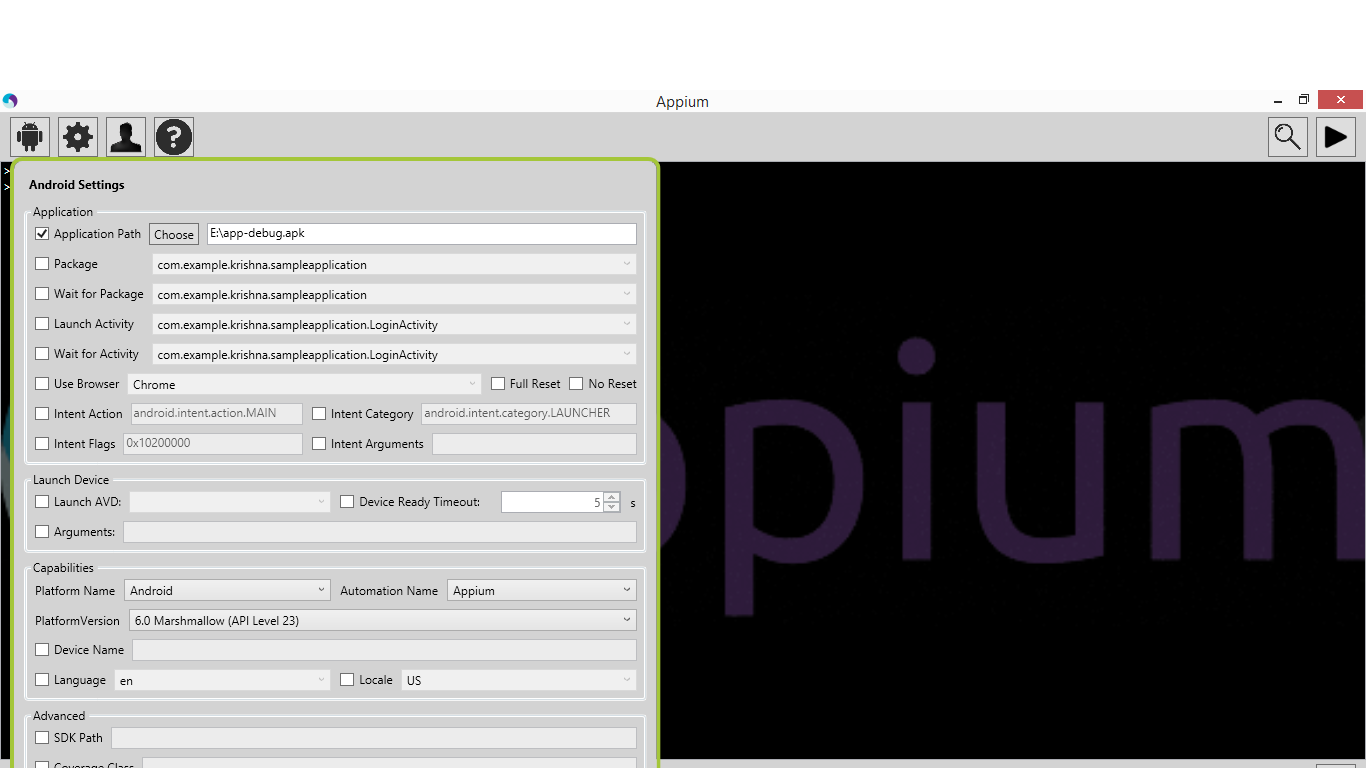 Appium
>
>
Android Settings
Application
Application Path Choose E:\app-debug.apk
Package com.example.krishna.sampleapplication
Wait for Package com.example.krishna.sampleapplication
Launch Activity com.example.krishna.sampleapplication.LoginActivity
Wait for Activity com.example.krishna.sampleapplication.LoginActivity
Use Browser Chrome Full Reset No Reset
Intent Action android.intent.action.MAIN Intent Category android.intent.category.LAUNCHER
Intent Flags 0x10200000 Intent Arguments
pium
Launch Device
Launch AVD: Device Ready Timeout: 5 s
Arguments:
Capabilities
Platform Name Android Automation Name Appium
PlatformVersion 6.0 Marshmallow (API Level 23)
Device Name
Language en Locale US
Advanced
SDK Path
Coverage Class